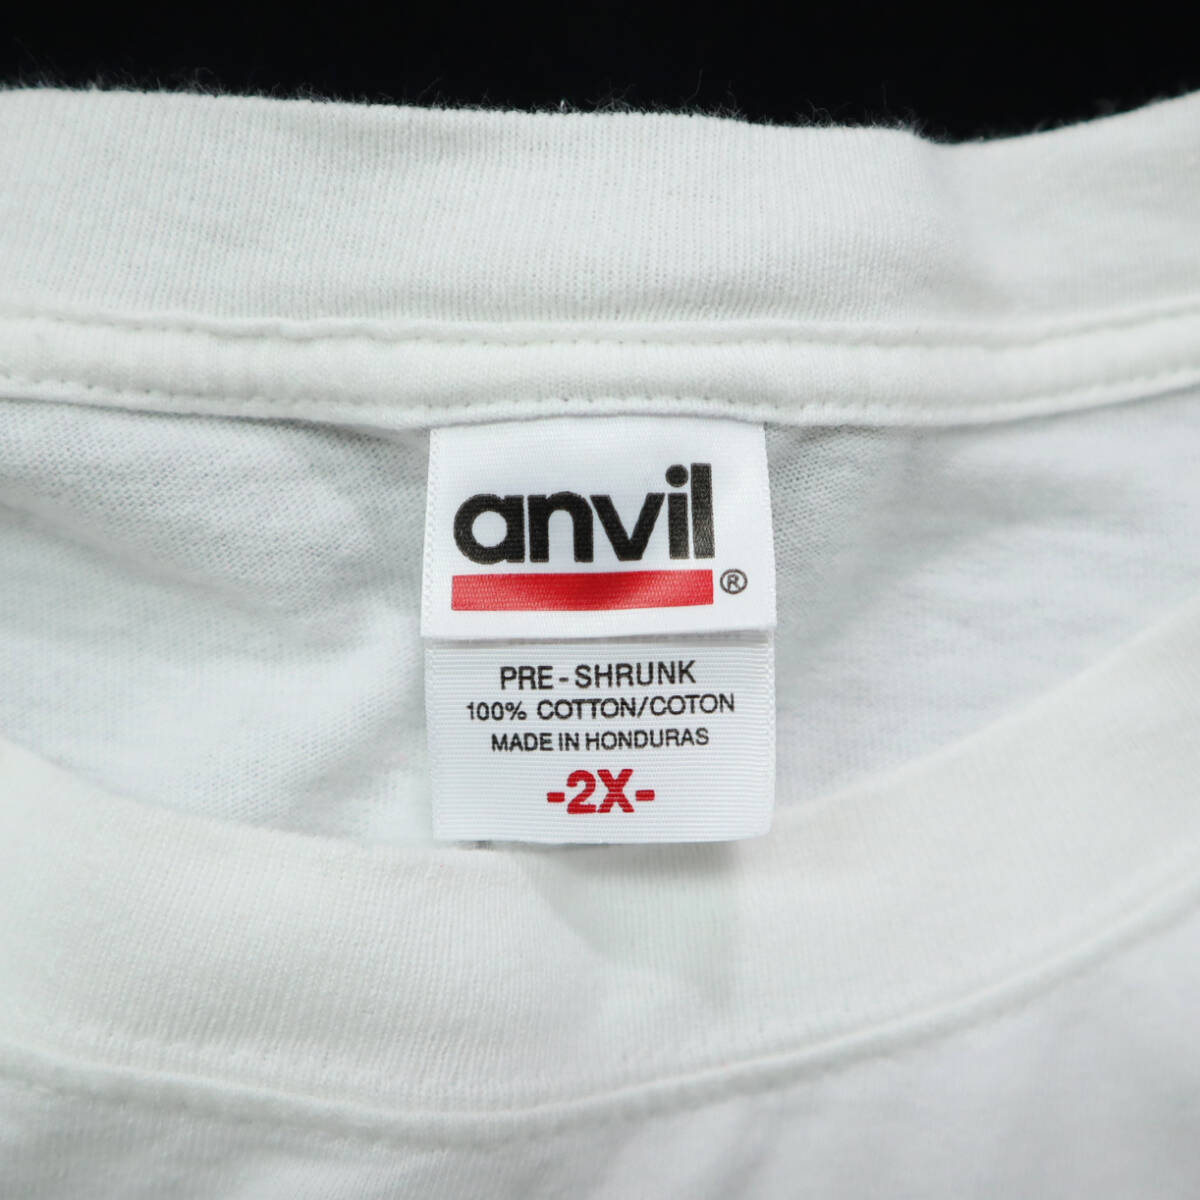 anvil
®
PRE-SHRUNK
100% COTTON/COTON
MADE IN HONDURAS
-2X-